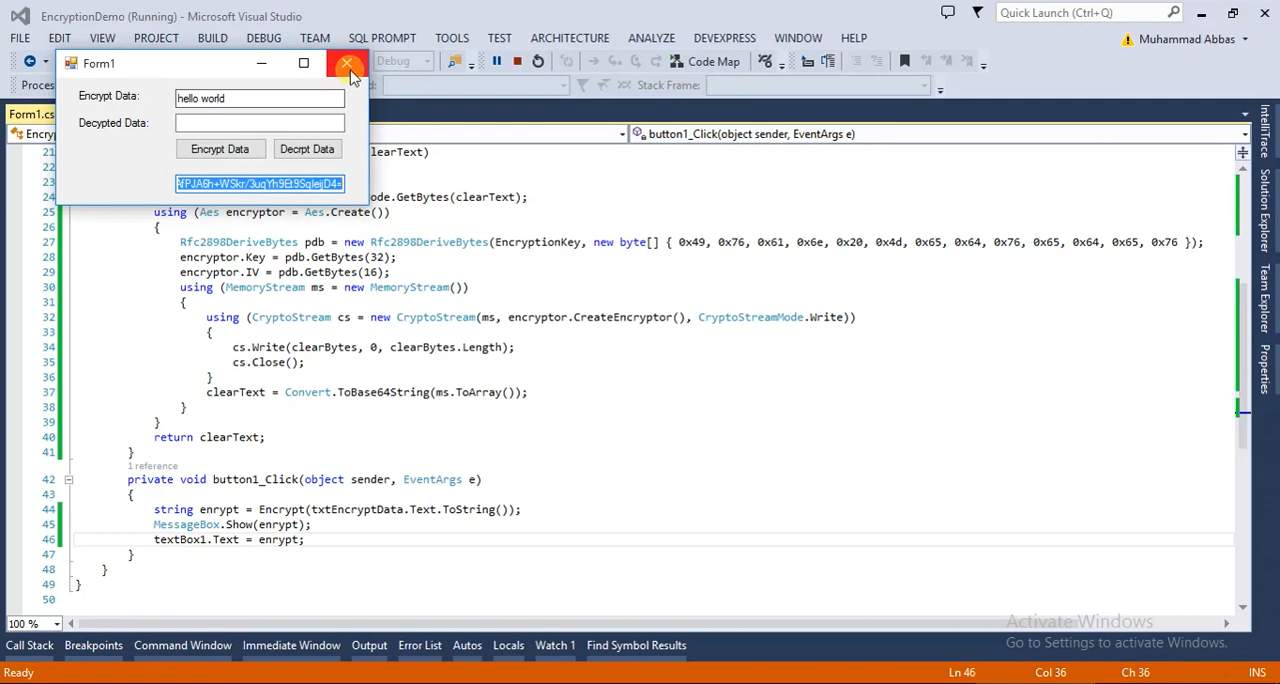 EncryptionDemo (Running) - Microsoft Visual Studio
Quick Launch (Ctrl+Q)
FILE EDIT VIEW PROJECT BUILD DEBUG TEAM SQL PROMPT TOOLS TEST ARCHITECTURE ANALYZE DEVEXPRESS WINDOW HELP
Muhammad Abbas
Debug
Code Map
Proces
Stack Frame:
Form1
Encrypt Data:
hello world
Decypted Data:
Encrypt Data
Decrpt Data
Form1.cs
Encry
button1_Click(object sender, EventArgs e)
21 learText)
22
23
24 ode.GetBytes(clearText);
25 using (Aes encryptor = Aes.Create())
26 {
27 Rfc2898DeriveBytes pdb = new Rfc2898DeriveBytes(EncryptionKey, new byte[] { 0x49, 0x76, 0x61, 0x6e, 0x20, 0x4d, 0x65, 0x64, 0x76, 0x65, 0x64, 0x65, 0x76 });
28 encryptor.Key = pdb.GetBytes(32);
29 encryptor.IV = pdb.GetBytes(16);
30 using (MemoryStream ms = new MemoryStream())
31 {
32 using (CryptoStream cs = new CryptoStream(ms, encryptor.CreateEncryptor(), CryptoStreamMode.Write))
33 {
34 cs.Write(clearBytes, 0, clearBytes.Length);
35 cs.Close();
36 }
37 clearText = Convert.ToBase64String(ms.ToArray());
38 }
39 }
40 return clearText;
41 }
1 reference
42 private void button1_Click(object sender, EventArgs e)
43 {
44 string enrypt = Encrypt(txtEncryptData.Text.ToString());
45 MessageBox.Show(enrypt);
46 textBox1.Text = enrypt;
47 }
48 }
49 }
50
IntelliTrace
Solution Explorer
Team Explorer
Properties
100 %
Activate Windows
Go to Settings to activate Windows.
Call Stack Breakpoints Command Window Immediate Window Output Error List Autos Locals Watch 1 Find Symbol Results
Ready
Ln 46 Col 36 Ch 36 INS